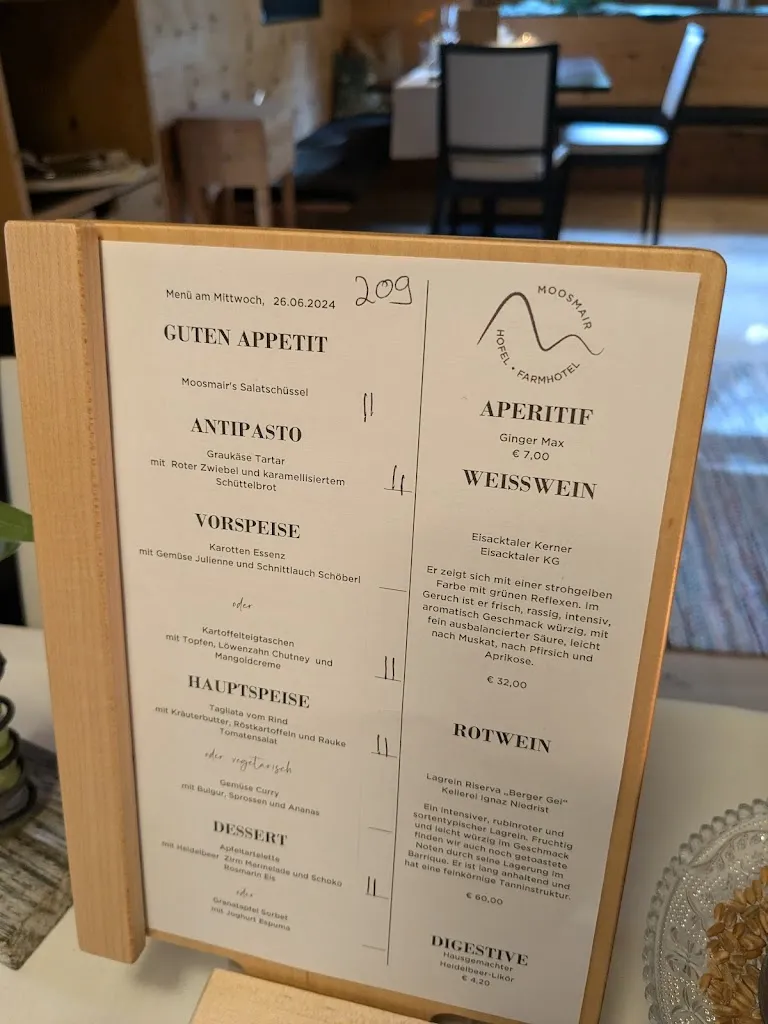 Menü am Mittwoch, 26.06.2024
209
GUTEN APPETIT
Moosmair's Salatschüssel
||
ANTIPASTO
Graukäse Tartar
mit Roter Zwiebel und karamellisiertem
Schüttelbrot
||
VORSPEISE
Karotten Essenz
mit Gemüse Julienne und Schnittlauch Schöberl
oder
Kartoffelteigtaschen
mit Topfen, Löwenzahn Chutney und
Mangoldcreme
||
HAUPTSPEISE
Tagliata vom Rind
mit Kräuterbutter, Röstkartoffeln und Rauke
Tomatensalat
||
oder vegetarisch
Gemüse Curry
mit Bulgur, Sprossen und Ananas
DESSERT
Apfeltartelette
mit Heidelbeer Zirm Marmelade und Schoko
Rosmarin Eis
||
oder
Granatapfel Sorbet
mit Joghurt Espuma
MOOSMAIR
HOFEL • FARMHOTEL
APERITIF
Ginger Max
€ 7,00
WEISSWEIN
Eisacktaler Kerner
Eisacktaler KG
Er zeigt sich mit einer strohgelben
Farbe mit grünen Reflexen. Im
Geruch ist er frisch, rassig, intensiv,
aromatisch Geschmack würzig, mit
fein ausbalancierter Säure, leicht
nach Muskat, nach Pfirsich und
Aprikose.
€ 32,00
ROTWEIN
Lagrein Riserva „Berger Gei“
Kellerei Ignaz Niedrist
Ein intensiver, rubinroter und
sortentypischer Lagrein. Fruchtig
und leicht würzig im Geschmack
finden wir auch noch getoastete
Noten durch seine Lagerung im
Barrique. Er ist lang anhaltend und
hat eine feinkörnige Tanninstruktur.
€ 60,00
DIGESTIVE
Hausgemachter
Heidelbeer-Likör
€ 4,20